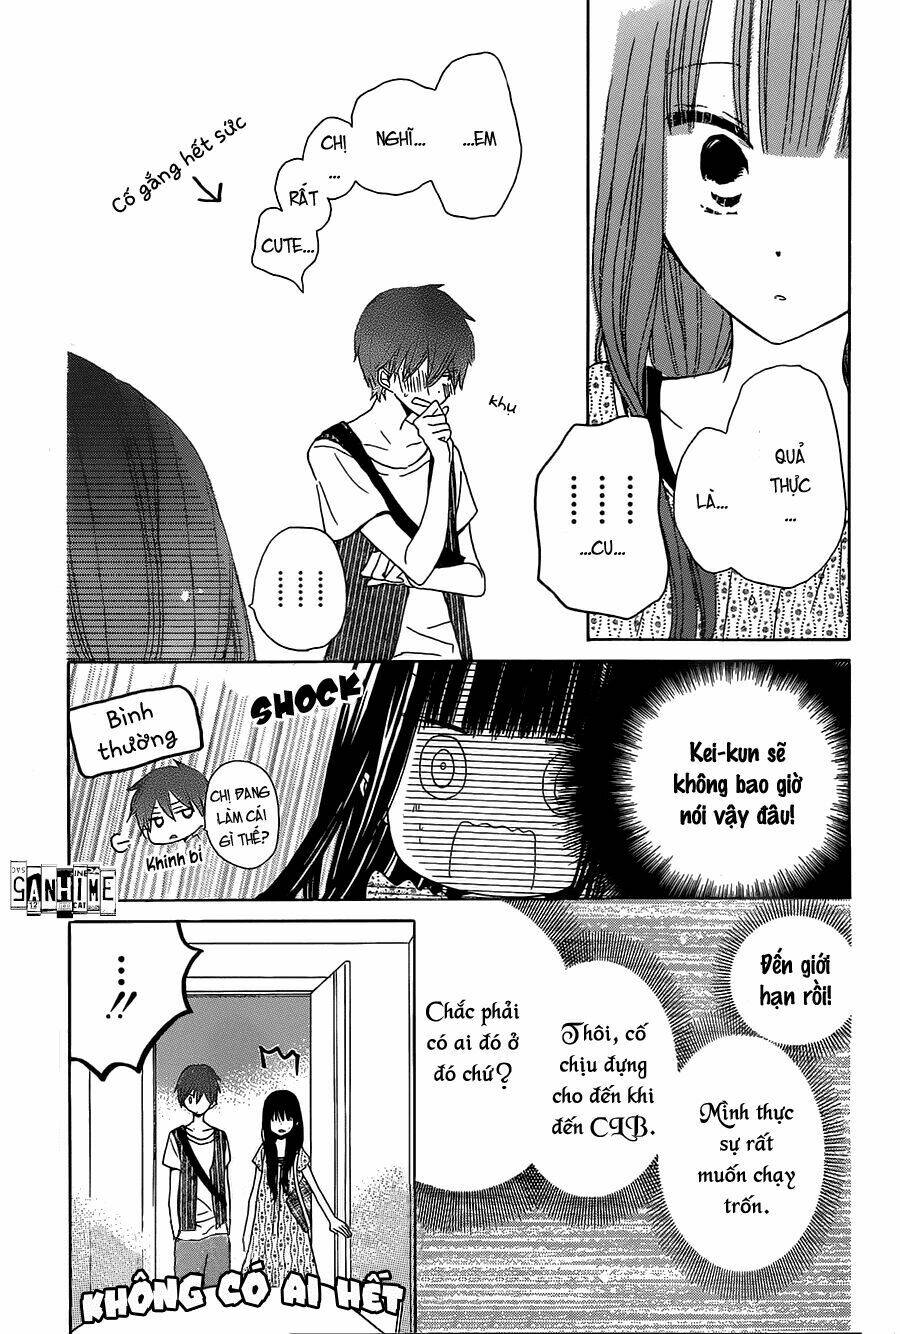 QUẢ
THỰC
...
LÀ...
...CU...
...EM
NGHĨ...
CHỊ
...
RẤT
CUTE...
Cố gắng hết sức
khụ
Kei-kun sẽ
không bao giờ
nói vậy đâu!
SHOCK
Bình
thường
CHỊ ĐANG
LÀM CÁI
GÌ THẾ?
Khinh bỉ
SANHIME
Đến giới
hạn rồi!
Mình thực
sự rất
muốn chạy
trốn.
Thôi, cố
chịu đựng
cho đến khi
đến CLB.
Chắc phải
có ai đó ở
đó chứ?
...!!
KHÔNG CÓ AI HẾT